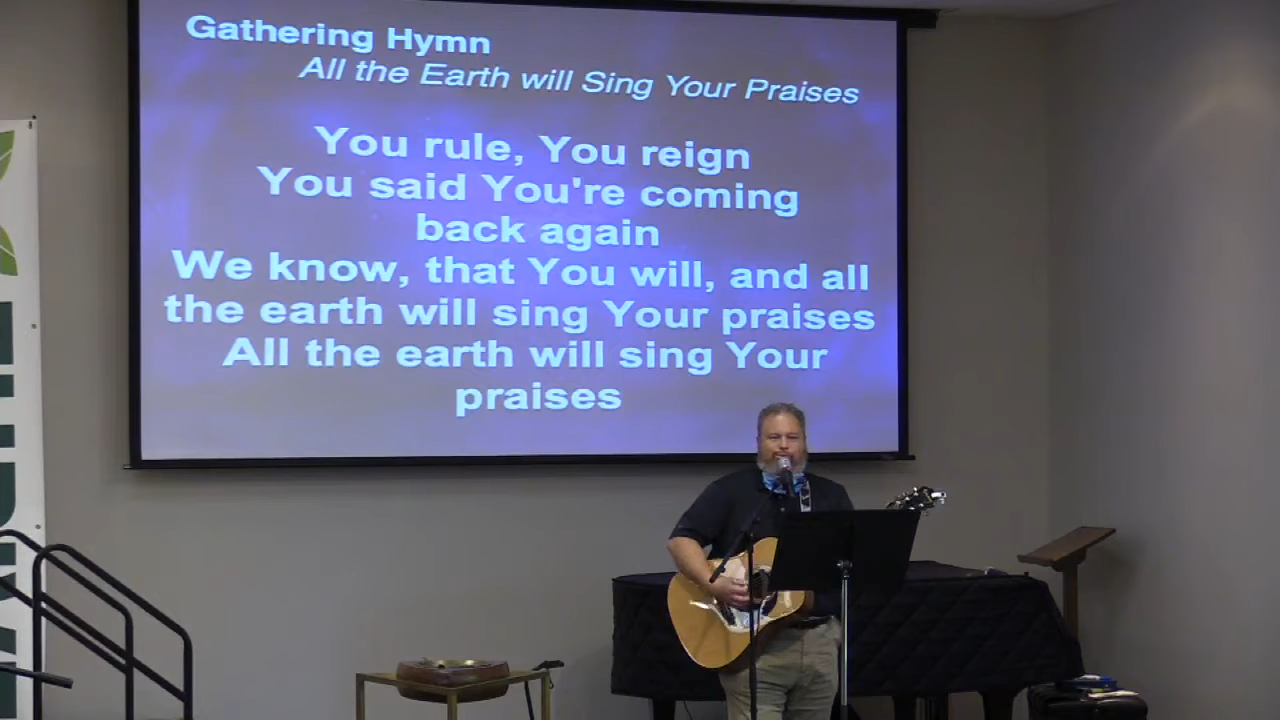 Gathering Hymn
All the Earth will Sing Your Praises
You rule, You reign
You said You're coming
back again
We know, that You will, and all
the earth will sing Your praises
All the earth will sing Your
praises